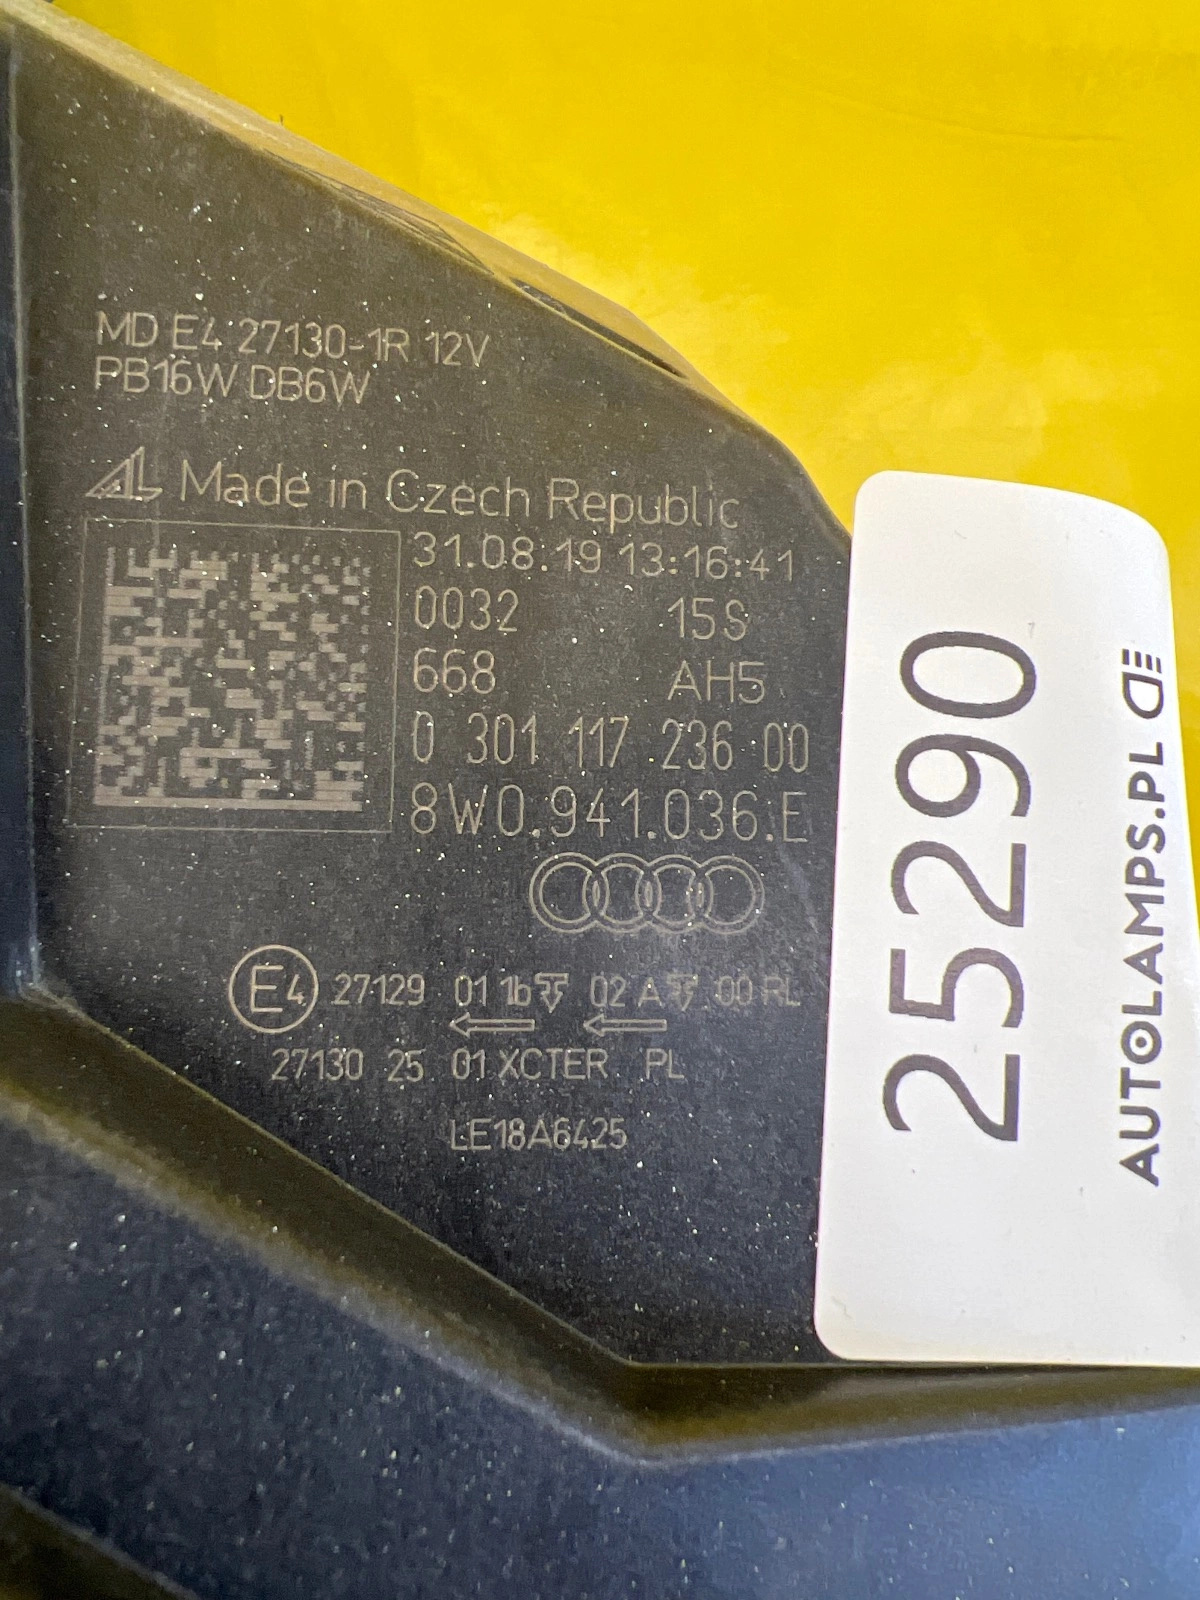 MD E4 27130-1R 12V
PB16W DB6W
AL Made in Czech Republic
31.08.19 13:16:41
0032 15S
668 AH5
0 301 117 236 00
8W0.941.036.E
E4 27129 01 1b 02 A 00 RL
27130 25 01 XCTER PL
LE18A6425
25290
AUTOLAMPS.PL